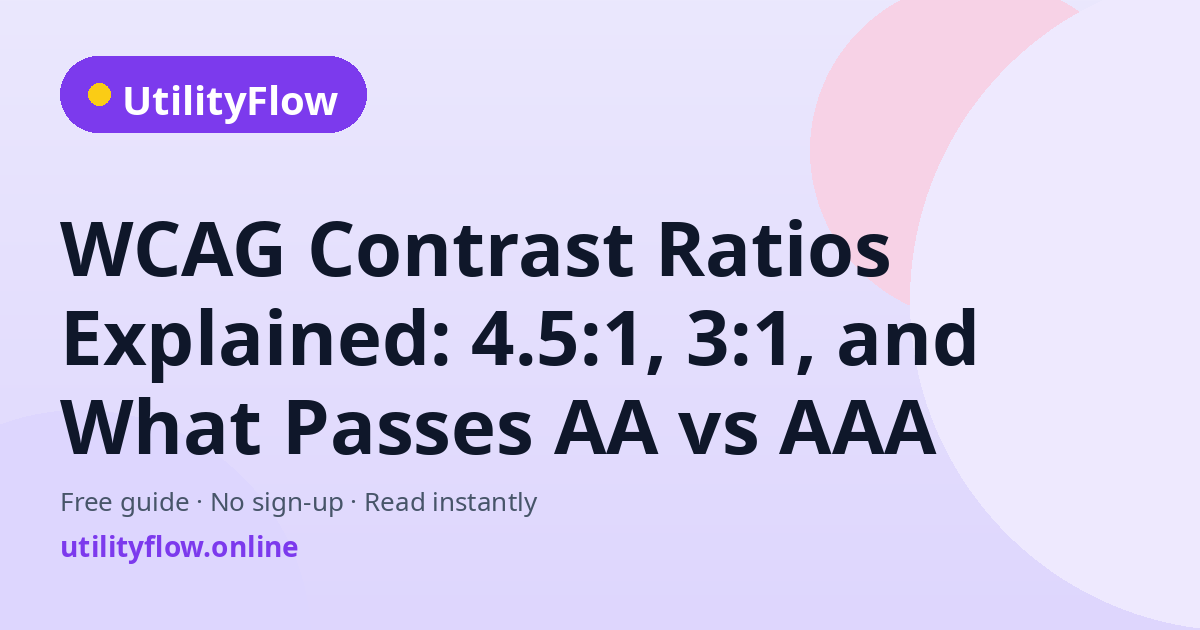 UtilityFlow
WCAG Contrast Ratios
Explained: 4.5:1, 3:1, and
What Passes AA vs AAA
Free guide · No sign-up · Read instantly
utilityflow.online